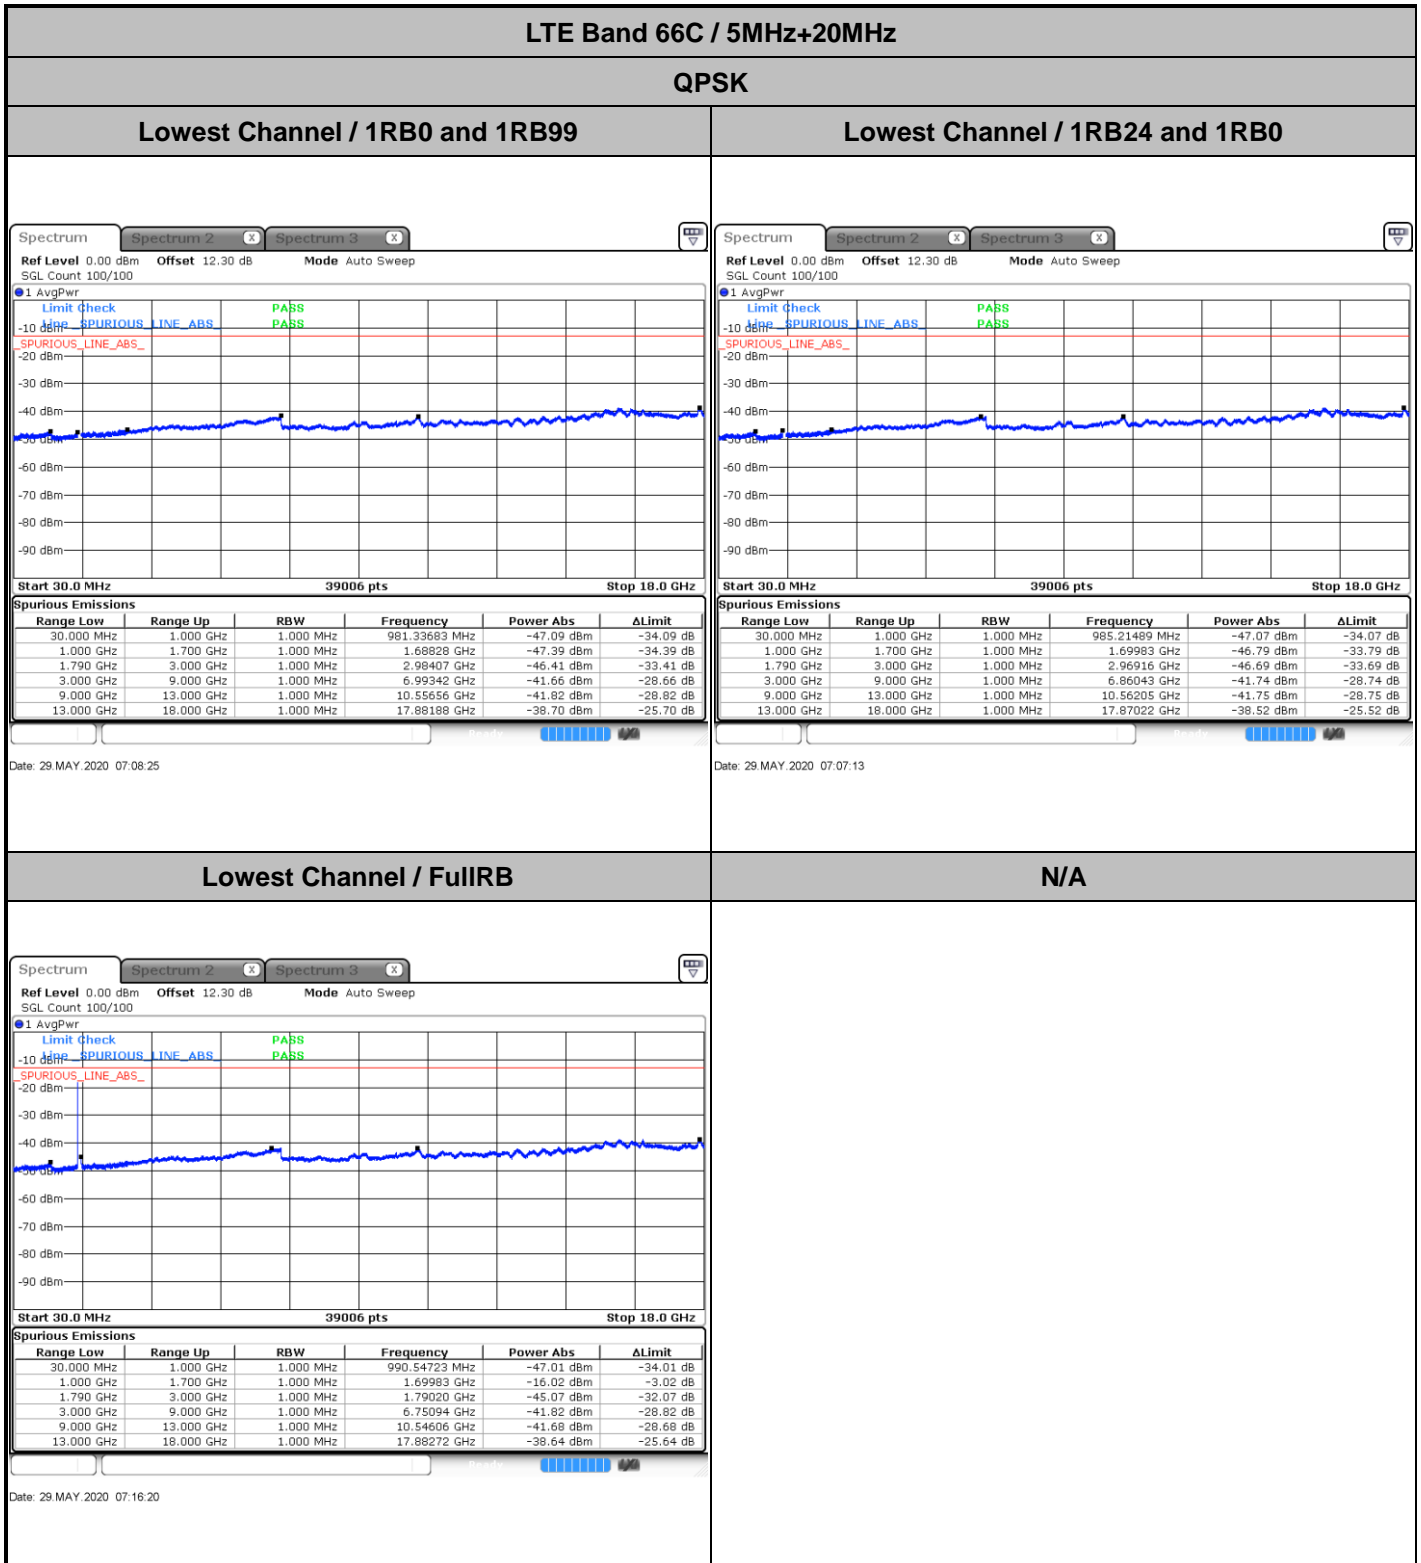 LTE Band 66C / 5MHz+20MHz
QPSK
Lowest Channel / 1RB0 and 1RB99
Lowest Channel / 1RB24 and 1RB0
Spectrum Spectrum 2 X Spectrum 3 X
Ref Level 0.00 dBm Offset 12.30 dB Mode Auto Sweep
SGL Count 100/100
1 AvgPwr
Limit Check PASS
-10 dBm Line _SPURIOUS_LINE_ABS_ PASS
_SPURIOUS_LINE_ABS_
-20 dBm
-30 dBm
-40 dBm
-50 dBm
-60 dBm
-70 dBm
-80 dBm
-90 dBm
Start 30.0 MHz 39006 pts Stop 18.0 GHz
Spurious Emissions
Range Low Range Up RBW Frequency Power Abs ΔLimit
30.000 MHz 1.000 GHz 1.000 MHz 981.33683 MHz -47.09 dBm -34.09 dB
1.000 GHz 1.700 GHz 1.000 MHz 1.68828 GHz -47.39 dBm -34.39 dB
1.790 GHz 3.000 GHz 1.000 MHz 2.98407 GHz -46.41 dBm -33.41 dB
3.000 GHz 9.000 GHz 1.000 MHz 6.99342 GHz -41.66 dBm -28.66 dB
9.000 GHz 13.000 GHz 1.000 MHz 10.55656 GHz -41.82 dBm -28.82 dB
13.000 GHz 18.000 GHz 1.000 MHz 17.88188 GHz -38.70 dBm -25.70 dB
Ready
Date: 29.MAY.2020 07:08:25
Spectrum Spectrum 2 X Spectrum 3 X
Ref Level 0.00 dBm Offset 12.30 dB Mode Auto Sweep
SGL Count 100/100
1 AvgPwr
Limit Check PASS
-10 dBm Line _SPURIOUS_LINE_ABS_ PASS
_SPURIOUS_LINE_ABS_
-20 dBm
-30 dBm
-40 dBm
-50 dBm
-60 dBm
-70 dBm
-80 dBm
-90 dBm
Start 30.0 MHz 39006 pts Stop 18.0 GHz
Spurious Emissions
Range Low Range Up RBW Frequency Power Abs ΔLimit
30.000 MHz 1.000 GHz 1.000 MHz 985.21489 MHz -47.07 dBm -34.07 dB
1.000 GHz 1.700 GHz 1.000 MHz 1.69983 GHz -46.79 dBm -33.79 dB
1.790 GHz 3.000 GHz 1.000 MHz 2.96916 GHz -46.69 dBm -33.69 dB
3.000 GHz 9.000 GHz 1.000 MHz 6.86043 GHz -41.74 dBm -28.74 dB
9.000 GHz 13.000 GHz 1.000 MHz 10.56205 GHz -41.75 dBm -28.75 dB
13.000 GHz 18.000 GHz 1.000 MHz 17.87022 GHz -38.52 dBm -25.52 dB
Ready
Date: 29.MAY.2020 07:07:13
Lowest Channel / FullRB
N/A
Spectrum Spectrum 2 X Spectrum 3 X
Ref Level 0.00 dBm Offset 12.30 dB Mode Auto Sweep
SGL Count 100/100
1 AvgPwr
Limit Check PASS
-10 dBm Line _SPURIOUS_LINE_ABS_ PASS
_SPURIOUS_LINE_ABS_
-20 dBm
-30 dBm
-40 dBm
-50 dBm
-60 dBm
-70 dBm
-80 dBm
-90 dBm
Start 30.0 MHz 39006 pts Stop 18.0 GHz
Spurious Emissions
Range Low Range Up RBW Frequency Power Abs ΔLimit
30.000 MHz 1.000 GHz 1.000 MHz 990.54723 MHz -47.01 dBm -34.01 dB
1.000 GHz 1.700 GHz 1.000 MHz 1.69983 GHz -16.02 dBm -3.02 dB
1.790 GHz 3.000 GHz 1.000 MHz 1.79020 GHz -45.07 dBm -32.07 dB
3.000 GHz 9.000 GHz 1.000 MHz 6.75094 GHz -41.82 dBm -28.82 dB
9.000 GHz 13.000 GHz 1.000 MHz 10.54606 GHz -41.68 dBm -28.68 dB
13.000 GHz 18.000 GHz 1.000 MHz 17.88272 GHz -38.64 dBm -25.64 dB
Ready
Date: 29.MAY.2020 07:16:20